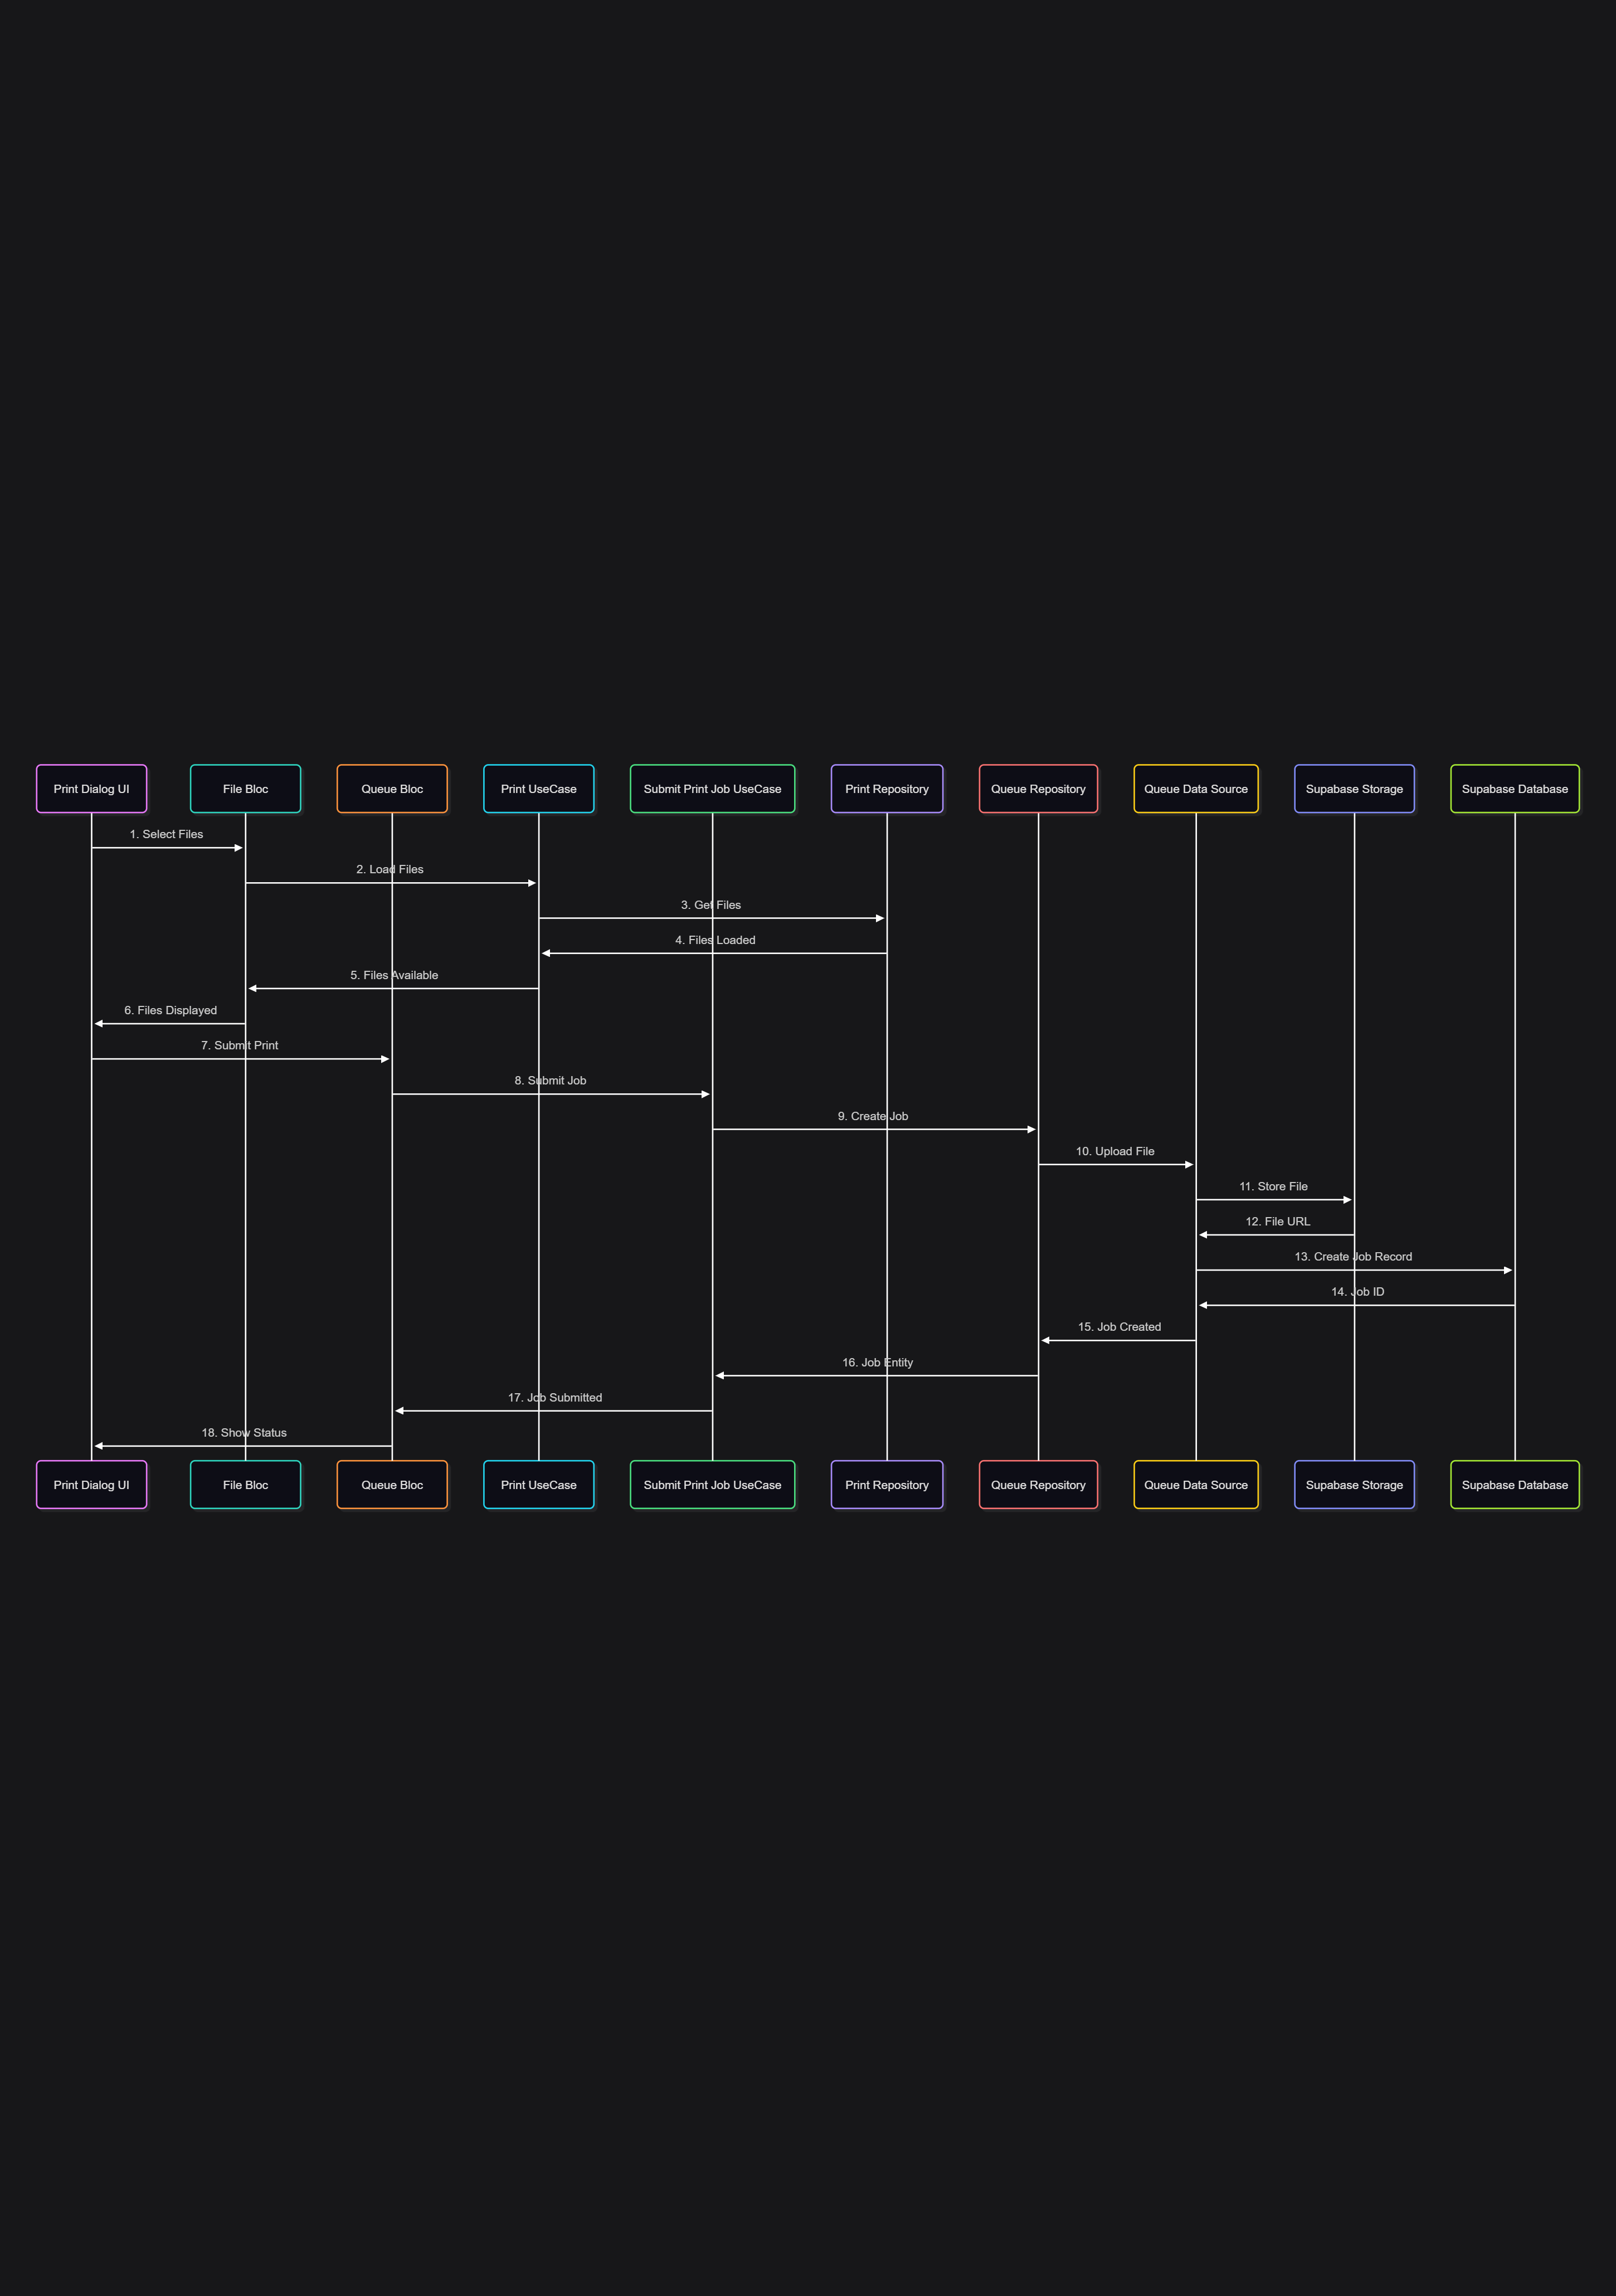 Print Dialog UI
File Bloc
Queue Bloc
Print UseCase
Submit Print Job UseCase
Print Repository
Queue Repository
Queue Data Source
Supabase Storage
Supabase Database
1. Select Files
2. Load Files
3. Get Files
4. Files Loaded
5. Files Available
6. Files Displayed
7. Submit Print
8. Submit Job
9. Create Job
10. Upload File
11. Store File
12. File URL
13. Create Job Record
14. Job ID
15. Job Created
16. Job Entity
17. Job Submitted
18. Show Status
Print Dialog UI
File Bloc
Queue Bloc
Print UseCase
Submit Print Job UseCase
Print Repository
Queue Repository
Queue Data Source
Supabase Storage
Supabase Database